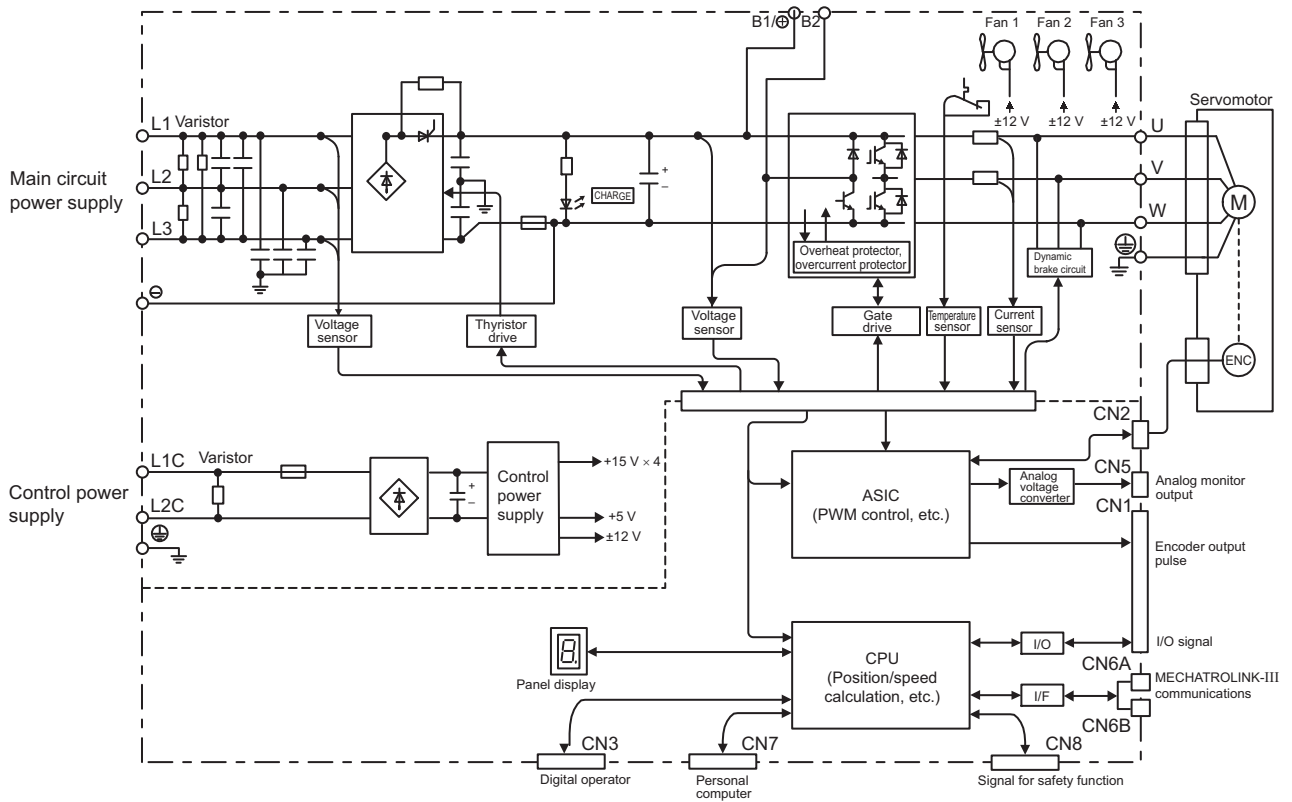 B1/⊕ B2
Fan 1 Fan 2 Fan 3
±12 V ±12 V ±12 V
Servomotor
Main circuit
power supply
L1 Varistor
L2
L3
⊖
+
–
CHARGE
Overheat protector,
overcurrent protector
U
V
W
M
Dynamic
brake circuit
Voltage
sensor
Thyristor
drive
Voltage
sensor
Gate
drive
Temperature
sensor
Current
sensor
ENC
CN2
Control power
supply
L1C Varistor
L2C
+
–
Control
power
supply
+15 V × 4
+5 V
±12 V
ASIC
(PWM control, etc.)
Analog
voltage
converter
CN5
Analog monitor
output
CN1
Encoder output
pulse
I/O signal
Panel display
8.
CPU
(Position/speed
calculation, etc.)
I/O
I/F
CN6A
MECHATROLINK-III
communications
CN6B
CN3
Digital operator
CN7
Personal
computer
CN8
Signal for safety function